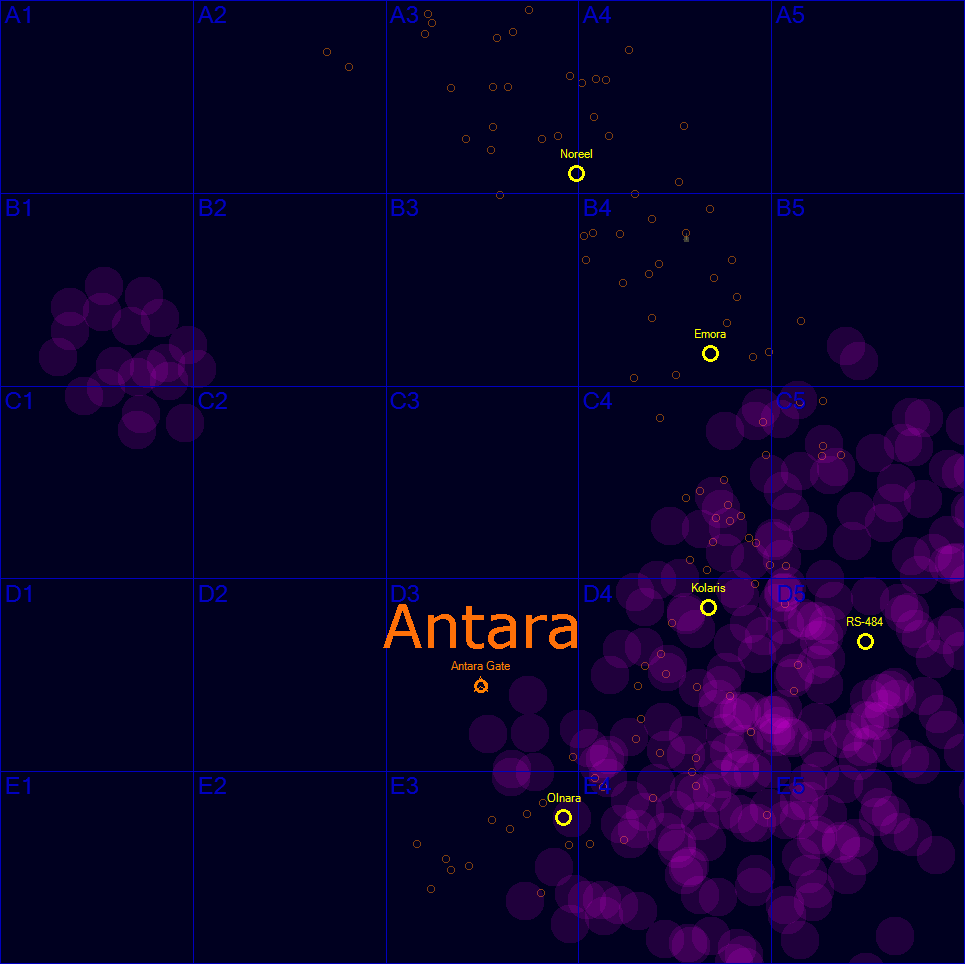 A1 A2 A3 A4 A5
Noreel
B1 B2 B3 B4 B5
Emora
C1 C2 C3 C4 C5
D1 D2 D3 D4 D5
Kolaris
Antara
RS-484
Antara Gate
E1 E2 E3 E4 E5
Olnara